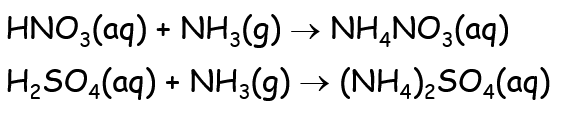 HNO₃(aq) + NH₃(g) → NH₄NO₃(aq)
H₂SO₄(aq) + NH₃(g) → (NH₄)₂SO₄(aq)